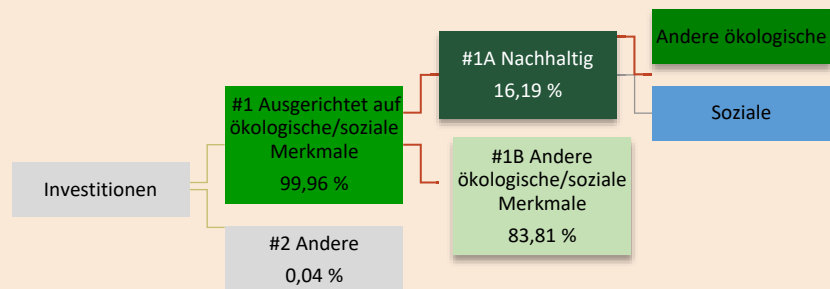 Investitionen
#1 Ausgerichtet auf
ökologische/soziale
Merkmale
99,96 %
#2 Andere
0,04 %
#1A Nachhaltig
16,19 %
#1B Andere
ökologische/soziale
Merkmale
83,81 %
Andere ökologische
Soziale